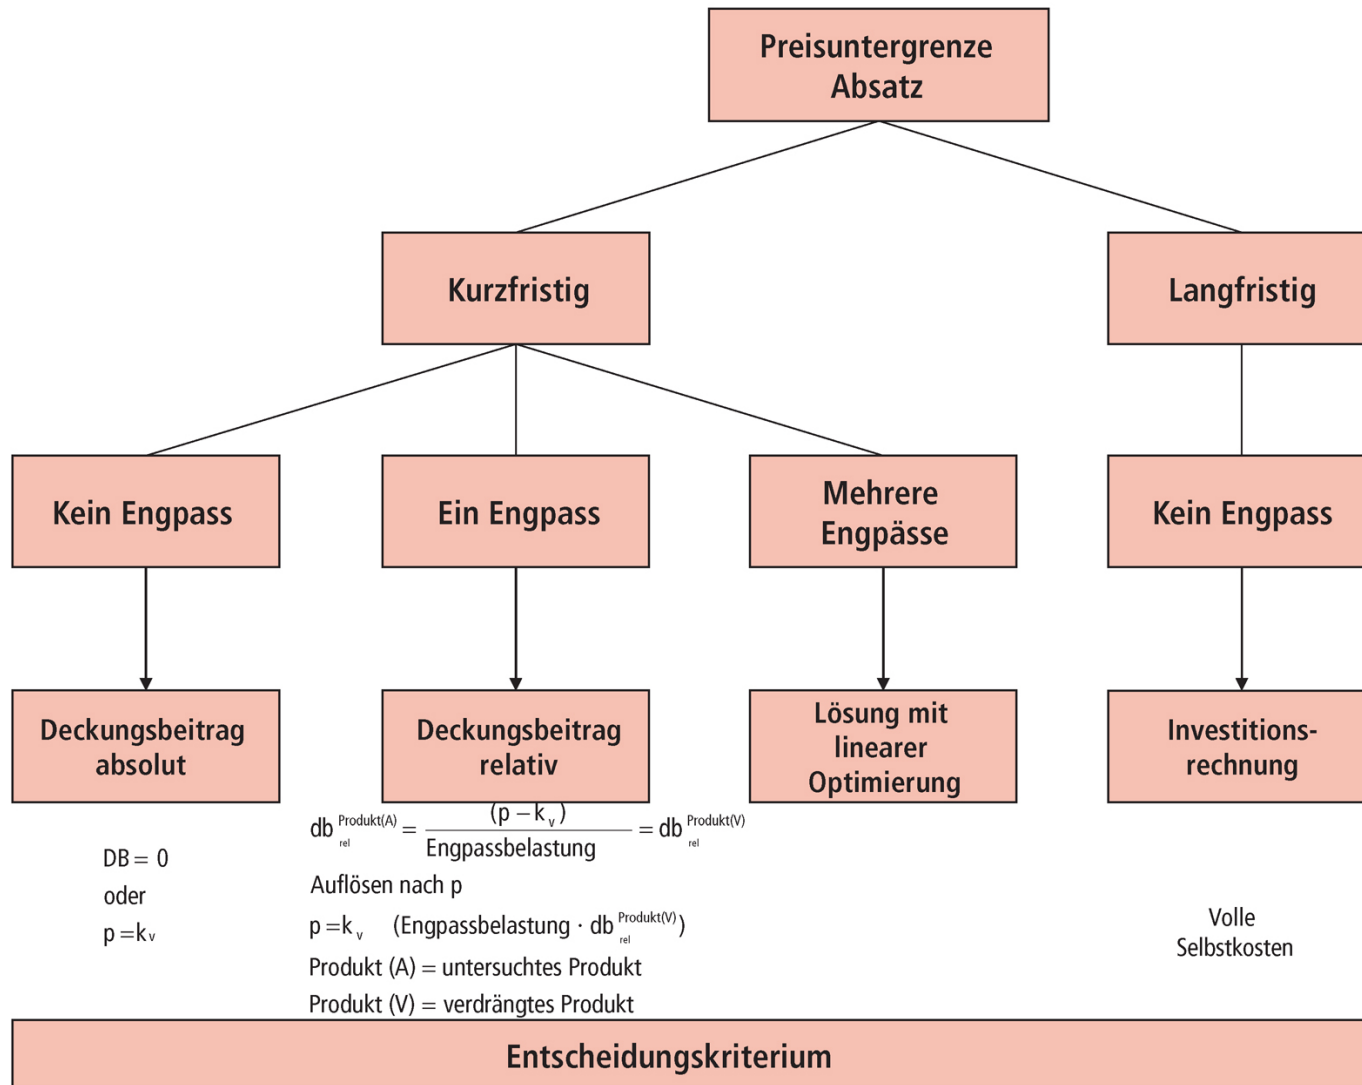 Preisuntergrenze
Absatz
Kurzfristig
Langfristig
Kein Engpass
Ein Engpass
Mehrere
Engpässe
Kein Engpass
Deckungsbeitrag
absolut
Deckungsbeitrag
relativ
Lösung mit
linearer
Optimierung
Investitions-
rechnung
DB = 0
oder
p = kv
db rel Produkt(A) = (p – kv) / Engpassbelastung = db rel Produkt(V)
Auflösen nach p
p = kv (Engpassbelastung · db rel Produkt(V))
Produkt (A) = untersuchtes Produkt
Produkt (V) = verdrängtes Produkt
Volle
Selbstkosten
Entscheidungskriterium